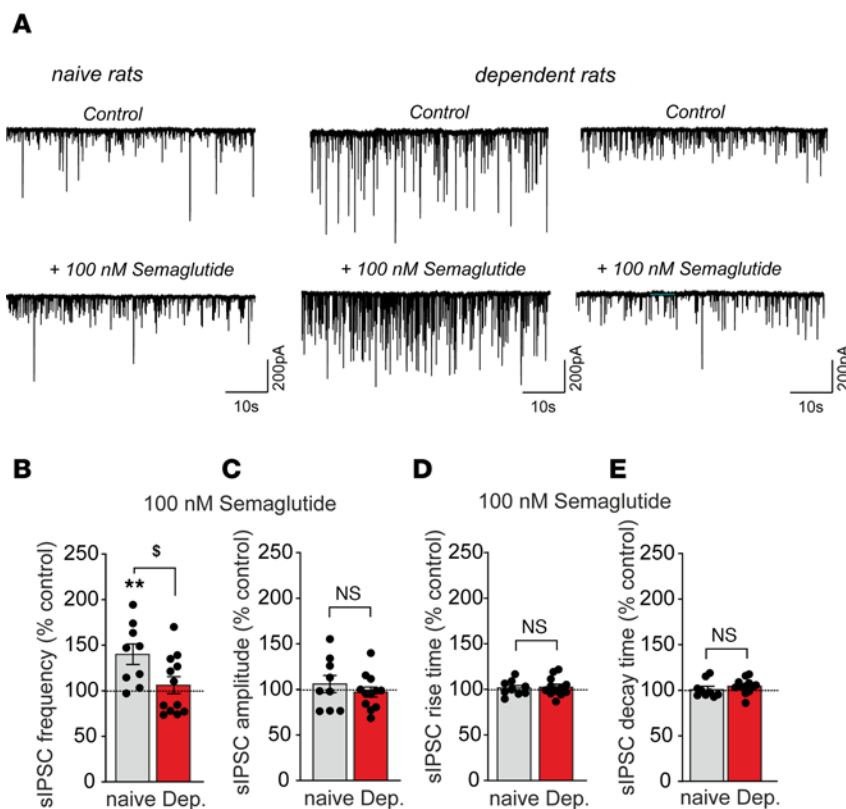 A
naive rats
dependent rats
Control
Control
Control
+ 100 nM Semaglutide
+ 100 nM Semaglutide
+ 100 nM Semaglutide
200pA
10s
200pA
10s
200pA
10s
B
C
D
E
100 nM Semaglutide
100 nM Semaglutide
sIPSC frequency (% control)
250
200
150
100
50
0
**
$
naive Dep.
sIPSC amplitude (% control)
250
200
150
100
50
0
NS
naive Dep.
sIPSC rise time (% control)
250
200
150
100
50
0
NS
naive Dep.
sIPSC decay time (% control)
250
200
150
100
50
0
NS
naive Dep.